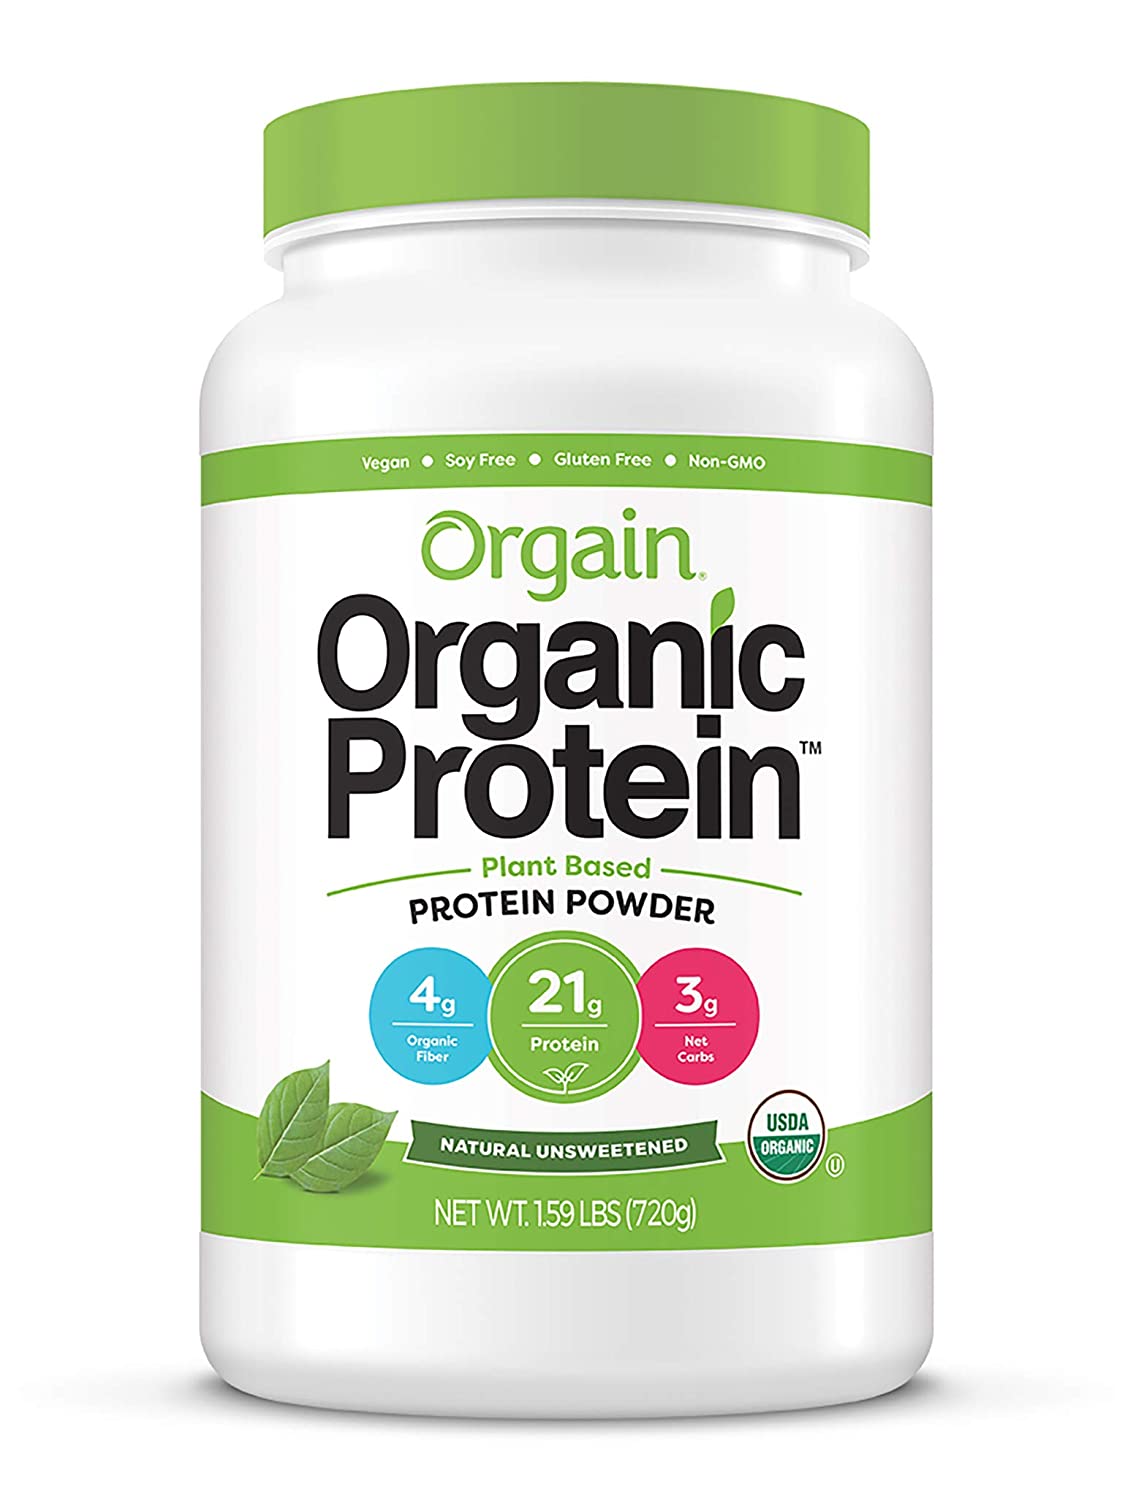 Vegan • Soy Free • Gluten Free • Non-GMO
Orgain®
Organic
Protein™
Plant Based
PROTEIN POWDER
4g
Organic
Fiber
21g
Protein
3g
Net
Carbs
NATURAL UNSWEETENED
USDA
ORGANIC
U
NET WT. 1.59 LBS (720g)